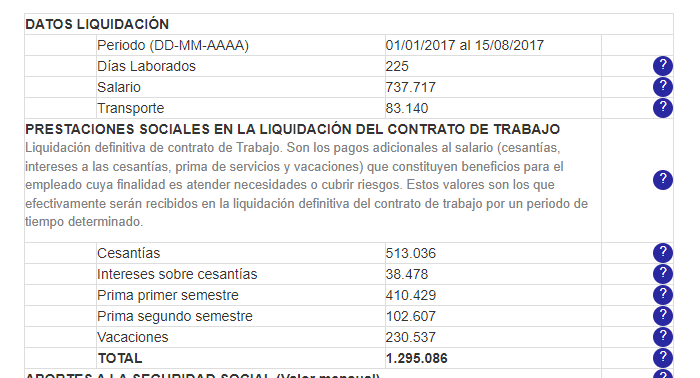 DATOS LIQUIDACIÓN
Periodo (DD-MM-AAAA) 01/01/2017 al 15/08/2017
Días Laborados 225 ?
Salario 737.717 ?
Transporte 83.140 ?
PRESTACIONES SOCIALES EN LA LIQUIDACIÓN DEL CONTRATO DE TRABAJO
Liquidación definitiva de contrato de Trabajo. Son los pagos adicionales al salario (cesantías,
intereses a las cesantías, prima de servicios y vacaciones) que constituyen beneficios para el
empleado cuya finalidad es atender necesidades o cubrir riesgos. Estos valores son los que ?
efectivamente serán recibidos en la liquidación definitiva del contrato de trabajo por un periodo de
tiempo determinado.
Cesantías 513.036 ?
Intereses sobre cesantías 38.478 ?
Prima primer semestre 410.429 ?
Prima segundo semestre 102.607 ?
Vacaciones 230.537 ?
TOTAL 1.295.086 ?
APORTES A LA SEGURIDAD SOCIAL (Valor mensual) ?